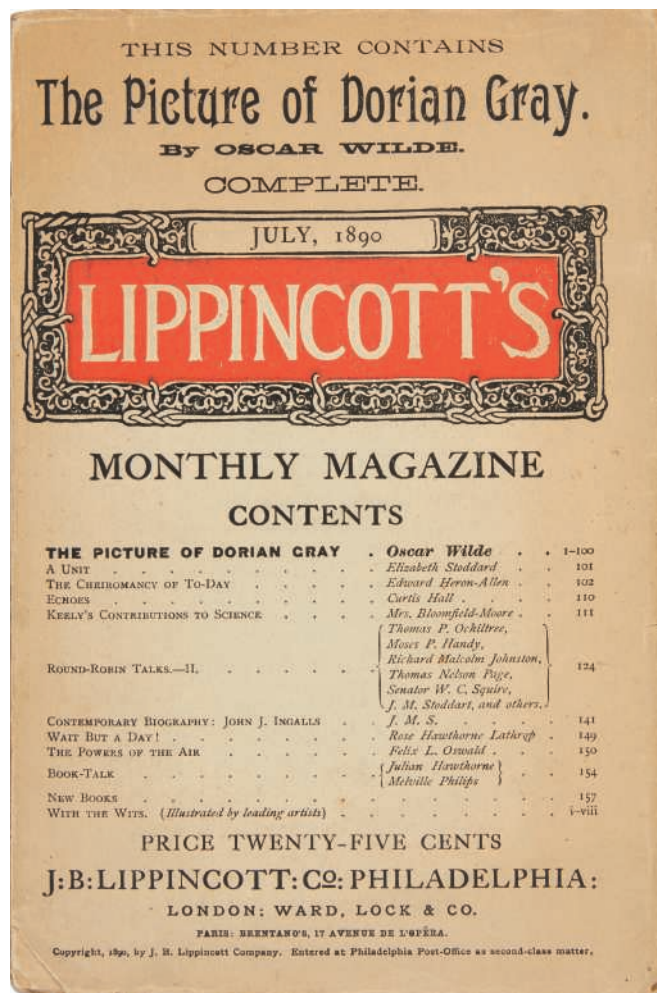 THIS NUMBER CONTAINS
The Picture of Dorian Gray.
By OSCAR WILDE.
COMPLETE.
JULY, 1890
LIPPINCOTT'S
MONTHLY MAGAZINE
CONTENTS
THE PICTURE OF DORIAN GRAY . Oscar Wilde . . 1-100
A UNIT . . . . . . . . . . Elizabeth Stoddard . . 101
THE CHEIROMANCY OF TO-DAY . . . . . Edward Heron-Allen . . 102
ECHOES . . . . . . . . . . Curtis Hall . . . 110
KEELY'S CONTRIBUTIONS TO SCIENCE . . . . Mrs. Bloomfield-Moore . . 111
ROUND-ROBIN TALKS.—II. . . . . . . { Thomas P. Ochiltree,
Moses P. Handy,
Richard Malcolm Johnston,
Thomas Nelson Page,
Senator W. C. Squire,
J. M. Stoddart, and others. } 124
CONTEMPORARY BIOGRAPHY: JOHN J. INGALLS . . J. M. S. . . . . 141
WAIT BUT A DAY! . . . . . . . . Rose Hawthorne Lathrop . 149
THE POWERS OF THE AIR . . . . . . Felix L. Oswald . . . 150
BOOK-TALK . . . . . . . . { Julian Hawthorne
Melville Philips } . . 154
NEW BOOKS . . . . . . . . . . . . . . 157
WITH THE WITS. (Illustrated by leading artists) . . . . . . . . i-viii
PRICE TWENTY-FIVE CENTS
J:B:LIPPINCOTT:Co: PHILADELPHIA:
LONDON: WARD, LOCK & CO.
PARIS: BRENTANO'S, 17 AVENUE DE L'OPÉRA.
Copyright, 1890, by J. B. Lippincott Company. Entered at Philadelphia Post-Office as second-class matter.